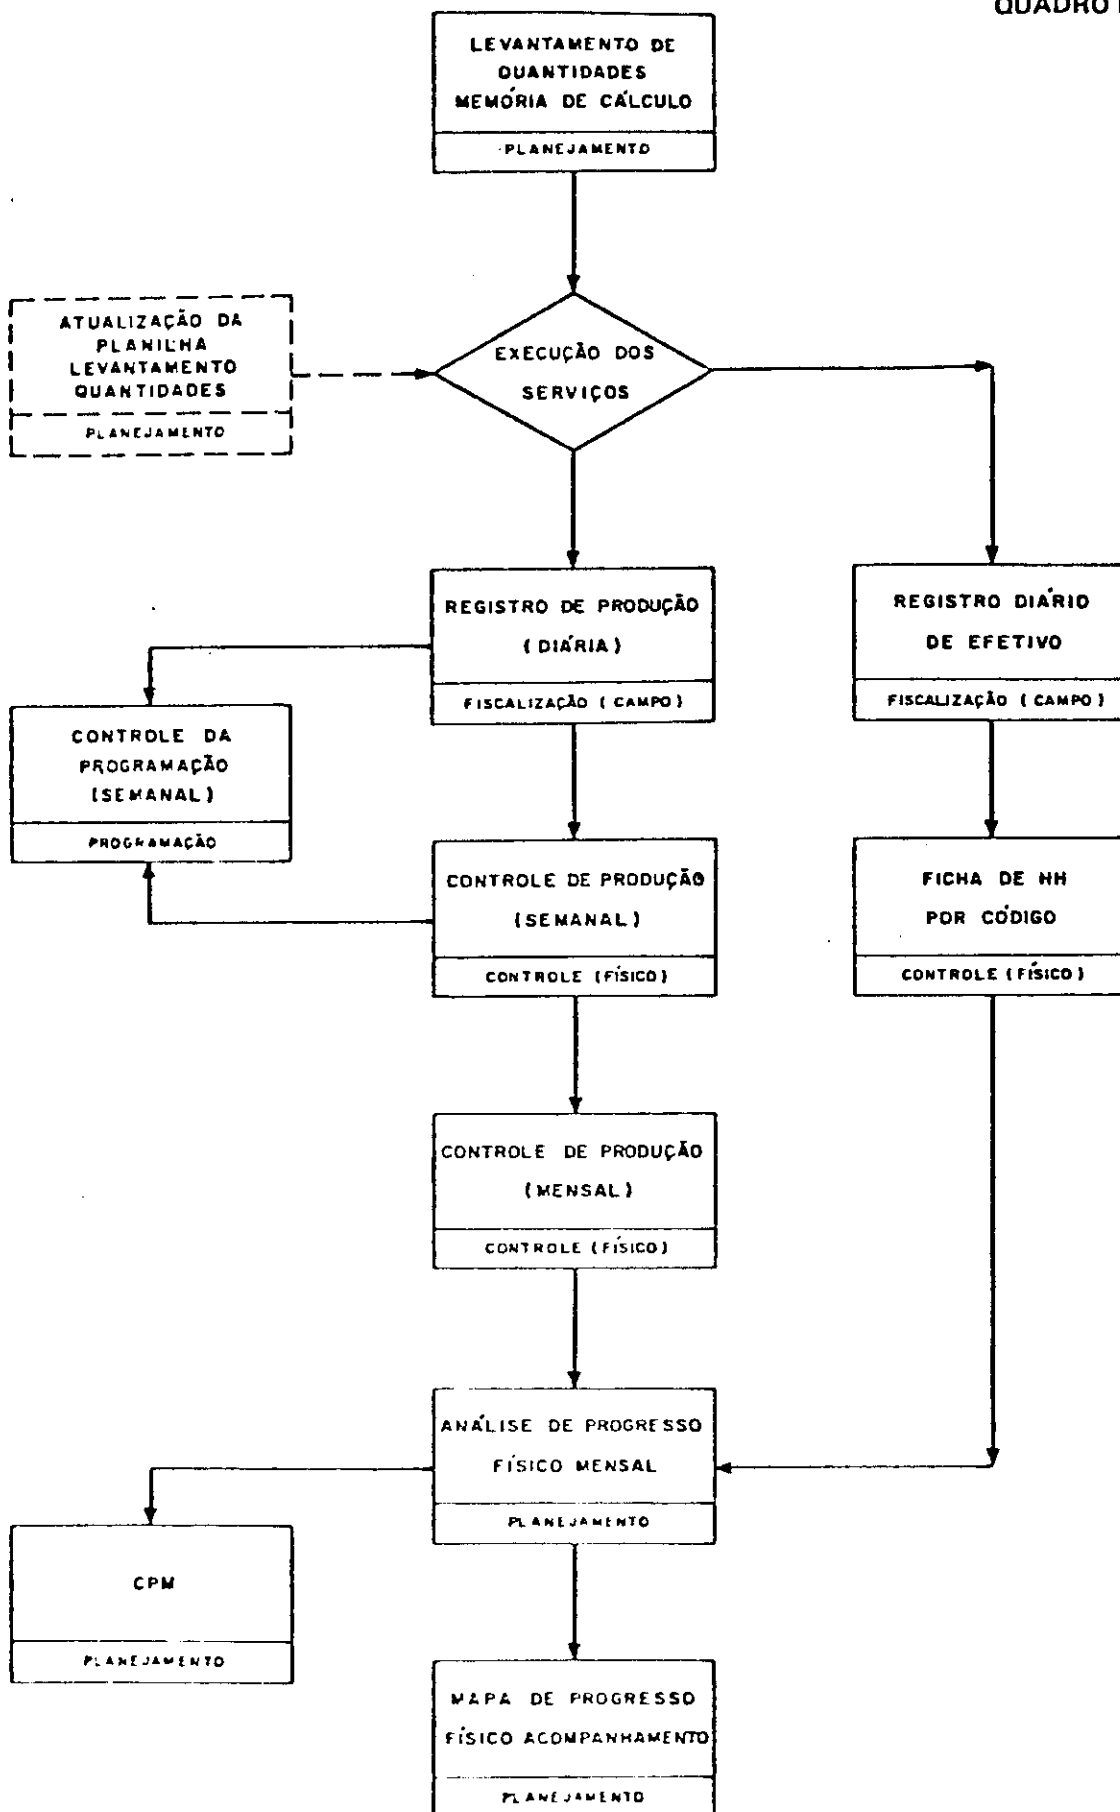 QUADRO
LEVANTAMENTO DE
QUANTIDADES
MEMÓRIA DE CÁLCULO
PLANEJAMENTO
ATUALIZAÇÃO DA
PLANILHA
LEVANTAMENTO
QUANTIDADES
PLANEJAMENTO
EXECUÇÃO DOS
SERVIÇOS
REGISTRO DE PRODUÇÃO
(DIÁRIA)
FISCALIZAÇÃO (CAMPO)
REGISTRO DIÁRIO
DE EFETIVO
FISCALIZAÇÃO (CAMPO)
CONTROLE DA
PROGRAMAÇÃO
(SEMANAL)
PROGRAMAÇÃO
CONTROLE DE PRODUÇÃO
(SEMANAL)
CONTROLE (FÍSICO)
FICHA DE HH
POR CÓDIGO
CONTROLE (FÍSICO)
CONTROLE DE PRODUÇÃO
(MENSAL)
CONTROLE (FÍSICO)
ANÁLISE DE PROGRESSO
FÍSICO MENSAL
PLANEJAMENTO
CPM
PLANEJAMENTO
MAPA DE PROGRESSO
FÍSICO ACOMPANHAMENTO
PLANEJAMENTO